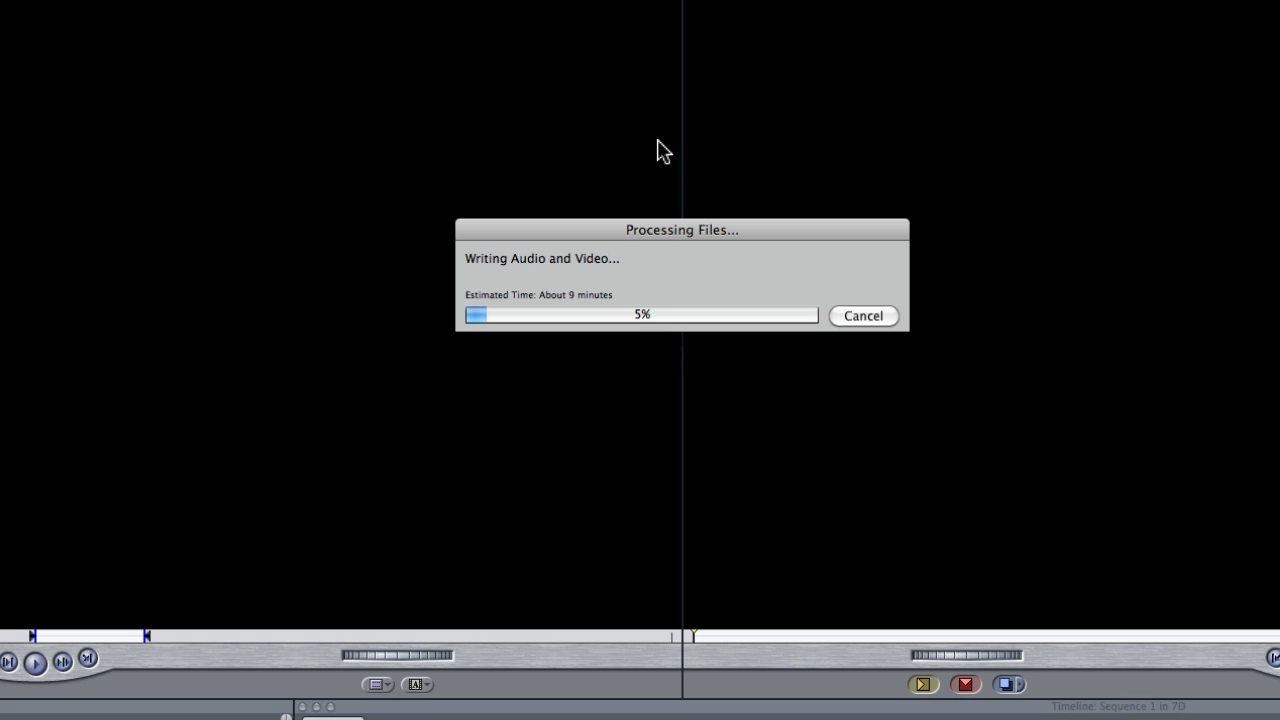 Processing Files...
Writing Audio and Video...
Estimated Time: About 9 minutes
5%
Cancel
A
Timeline: Sequence 1 in 7D